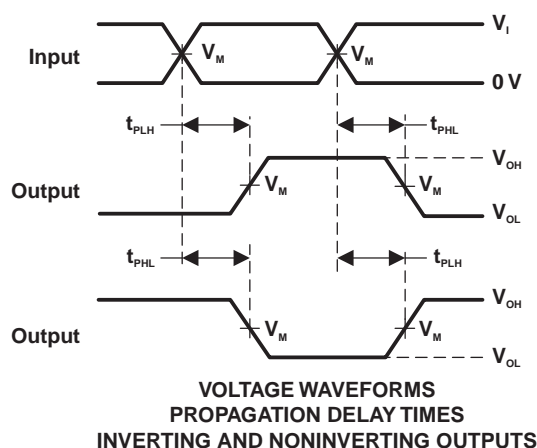 V_I
Input
V_M
V_M
0 V
t_PLH
t_PHL
V_OH
Output
V_M
V_M
V_OL
t_PHL
t_PLH
V_OH
Output
V_M
V_M
V_OL
VOLTAGE WAVEFORMS
PROPAGATION DELAY TIMES
INVERTING AND NONINVERTING OUTPUTS